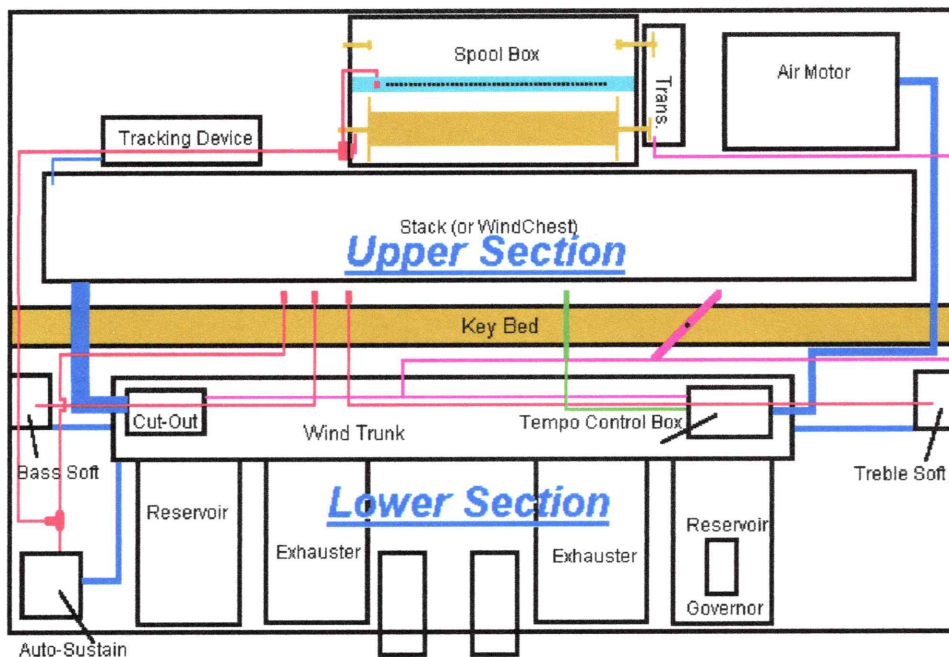 Spool Box
Trans.
Air Motor
Tracking Device
Stack (or WindChest)
Upper Section
Key Bed
Cut-Out
Wind Trunk
Tempo Control Box
Bass Soft
Treble Soft
Lower Section
Reservoir
Exhauster
Exhauster
Reservoir
Governor
Auto-Sustain